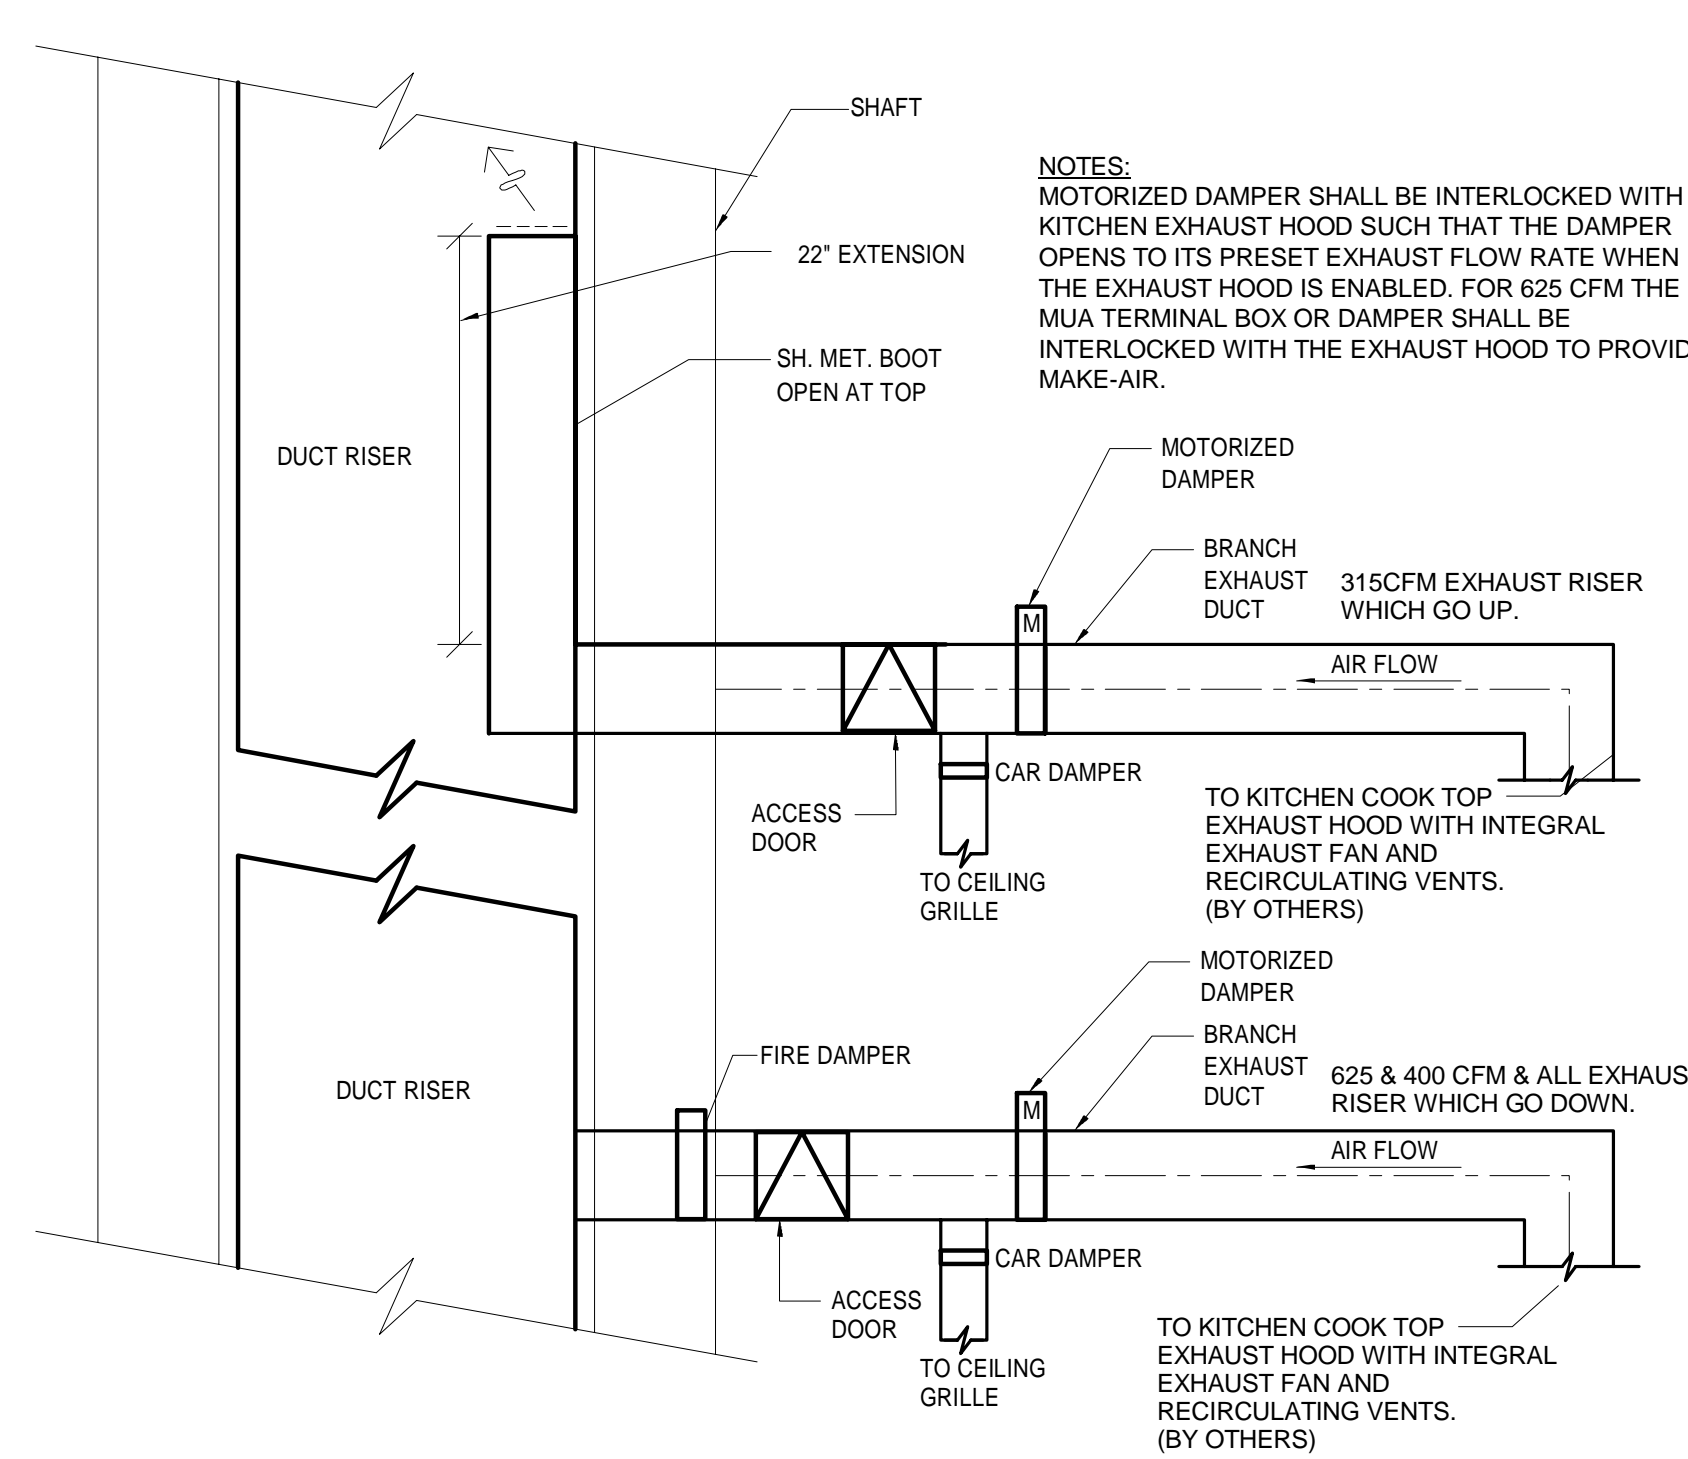 SHAFT
NOTES:
MOTORIZED DAMPER SHALL BE INTERLOCKED WITH
KITCHEN EXHAUST HOOD SUCH THAT THE DAMPER
OPENS TO ITS PRESET EXHAUST FLOW RATE WHEN
THE EXHAUST HOOD IS ENABLED. FOR 625 CFM THE
MUA TERMINAL BOX OR DAMPER SHALL BE
INTERLOCKED WITH THE EXHAUST HOOD TO PROVID
MAKE-AIR.
22" EXTENSION
SH. MET. BOOT
OPEN AT TOP
DUCT RISER
MOTORIZED
DAMPER
BRANCH
EXHAUST
DUCT
315CFM EXHAUST RISER
WHICH GO UP.
M
AIR FLOW
CAR DAMPER
ACCESS
DOOR
TO CEILING
GRILLE
TO KITCHEN COOK TOP
EXHAUST HOOD WITH INTEGRAL
EXHAUST FAN AND
RECIRCULATING VENTS.
(BY OTHERS)
MOTORIZED
DAMPER
BRANCH
EXHAUST
DUCT
FIRE DAMPER
DUCT RISER
625 & 400 CFM & ALL EXHAUS
RISER WHICH GO DOWN.
M
AIR FLOW
CAR DAMPER
ACCESS
DOOR
TO CEILING
GRILLE
TO KITCHEN COOK TOP
EXHAUST HOOD WITH INTEGRAL
EXHAUST FAN AND
RECIRCULATING VENTS.
(BY OTHERS)